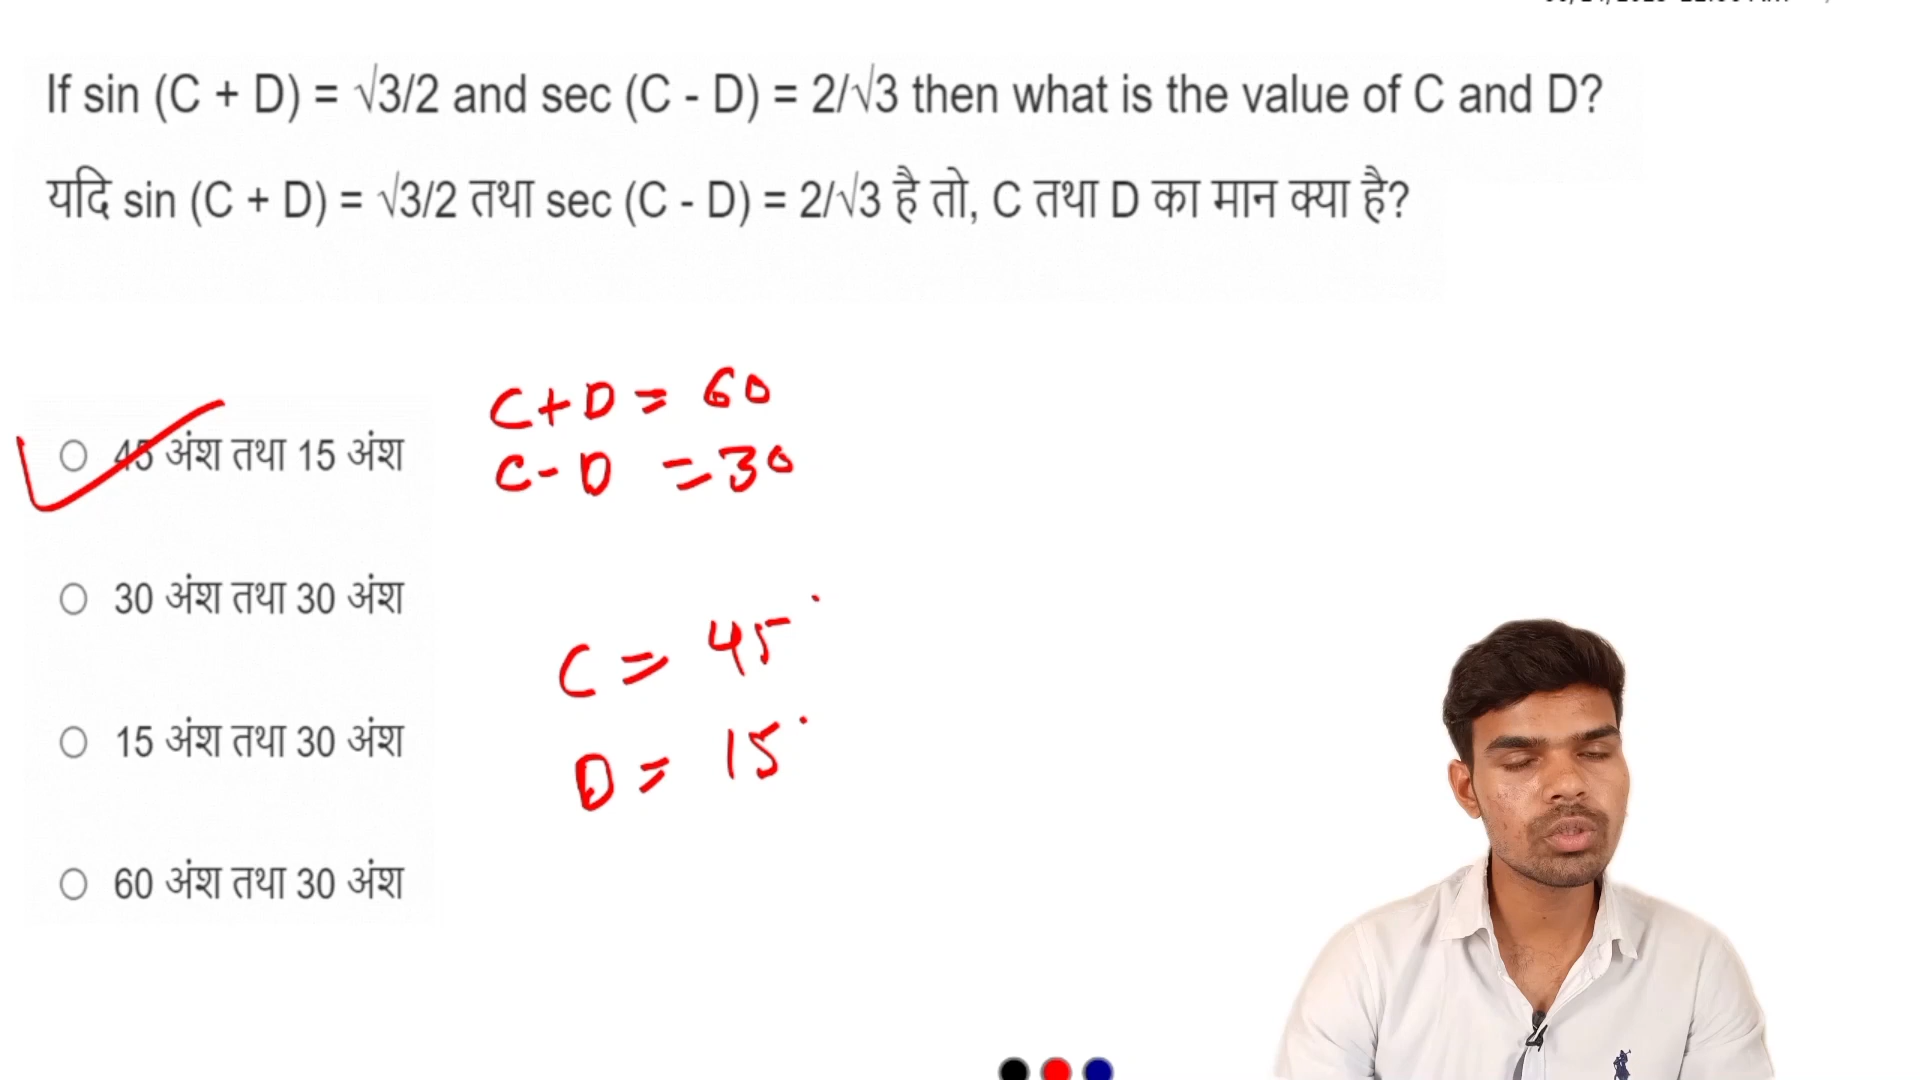 If sin (C + D) = √3/2 and sec (C - D) = 2/√3 then what is the value of C and D?
यदि sin (C + D) = √3/2 तथा sec (C - D) = 2/√3 है तो, C तथा D का मान क्या है?
45 अंश तथा 15 अंश
30 अंश तथा 30 अंश
15 अंश तथा 30 अंश
60 अंश तथा 30 अंश
C+D = 60
C-D = 30
C = 45°
D = 15°